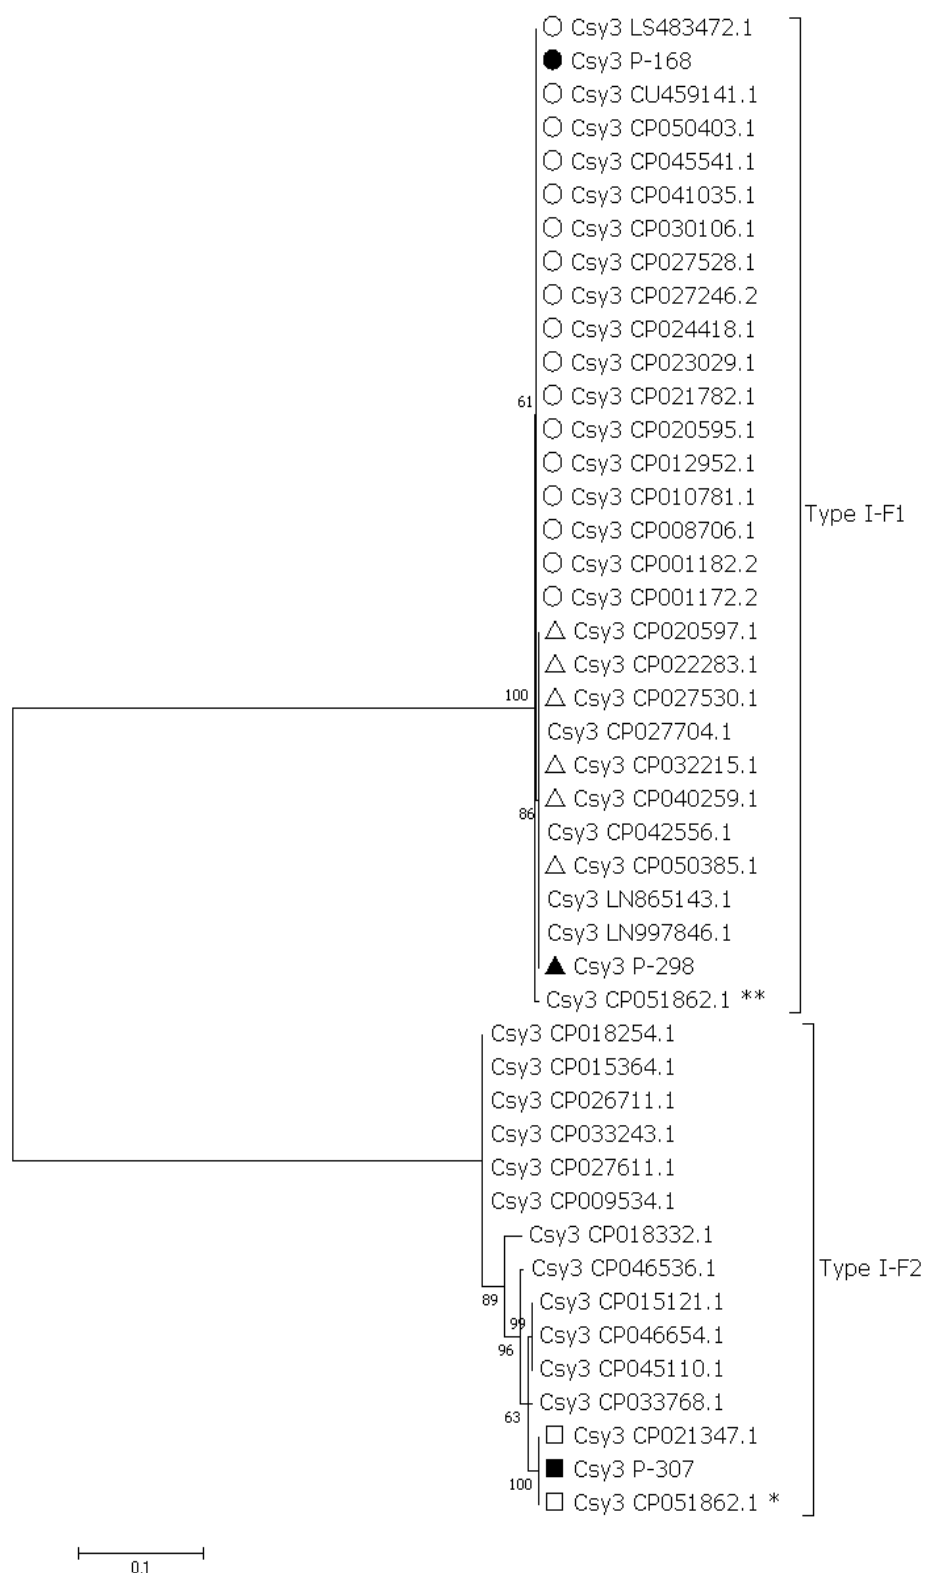 Csy3 LS483472.1
Csy3 P-168
Csy3 CU459141.1
Csy3 CP050403.1
Csy3 CP045541.1
Csy3 CP041035.1
Csy3 CP030106.1
Csy3 CP027528.1
Csy3 CP027246.2
Csy3 CP024418.1
Csy3 CP023029.1
Csy3 CP021782.1
61
Csy3 CP020595.1
Csy3 CP012952.1
Csy3 CP010781.1
Type I-F1
Csy3 CP008706.1
Csy3 CP001182.2
Csy3 CP001172.2
Csy3 CP020597.1
Csy3 CP022283.1
100
Csy3 CP027530.1
Csy3 CP027704.1
Csy3 CP032215.1
Csy3 CP040259.1
86
Csy3 CP042556.1
Csy3 CP050385.1
Csy3 LN865143.1
Csy3 LN997846.1
Csy3 P-298
Csy3 CP051862.1 **
Csy3 CP018254.1
Csy3 CP015364.1
Csy3 CP026711.1
Csy3 CP033243.1
Csy3 CP027611.1
Csy3 CP009534.1
Csy3 CP018332.1
Csy3 CP046536.1
Type I-F2
89
Csy3 CP015121.1
99
Csy3 CP046654.1
96
Csy3 CP045110.1
Csy3 CP033768.1
63
Csy3 CP021347.1
Csy3 P-307
100
Csy3 CP051862.1 *
0.1